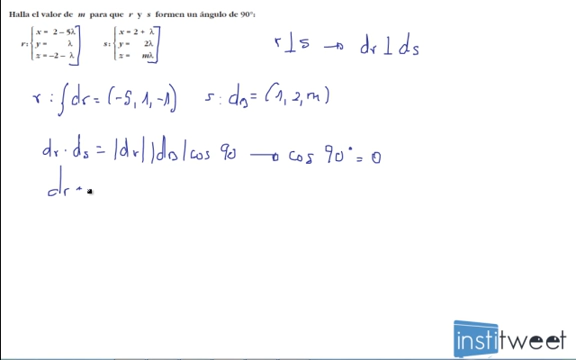 Halla el valor de m para que r y s formen un ángulo de 90º:
r: { x = 2 - 5λ s: { x = 2 + λ
y = λ y = 2λ
z = -2 - λ z = mλ
r ⊥ s → dr ⊥ ds
r: dr = (-5, 1, -1) s: ds = (1, 2, m)
dr · ds = |dr| |ds| cos 90 → cos 90° = 0
dr ·
institweet